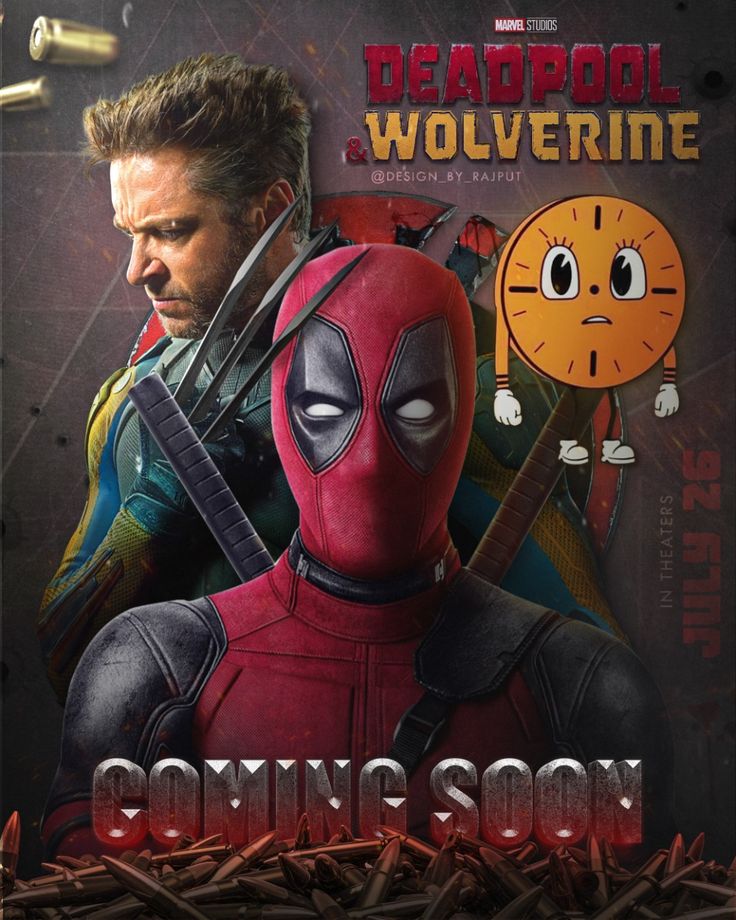 MARVEL STUDIOS
DEADPOOL
& WOLVERINE
@DESIGN_BY_RAJPUT
IN THEATERS
JULY 26
COMING SOON